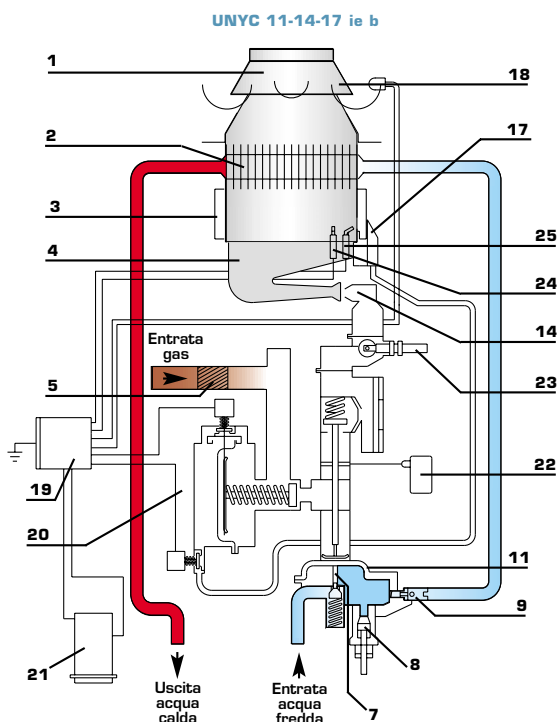 UNYC 11-14-17 ie b
1
18
2
17
3
25
4
24
14
Entrata
gas
5
23
19
22
20
11
9
21
8
7
Uscita
acqua
calda
Entrata
acqua
fredda